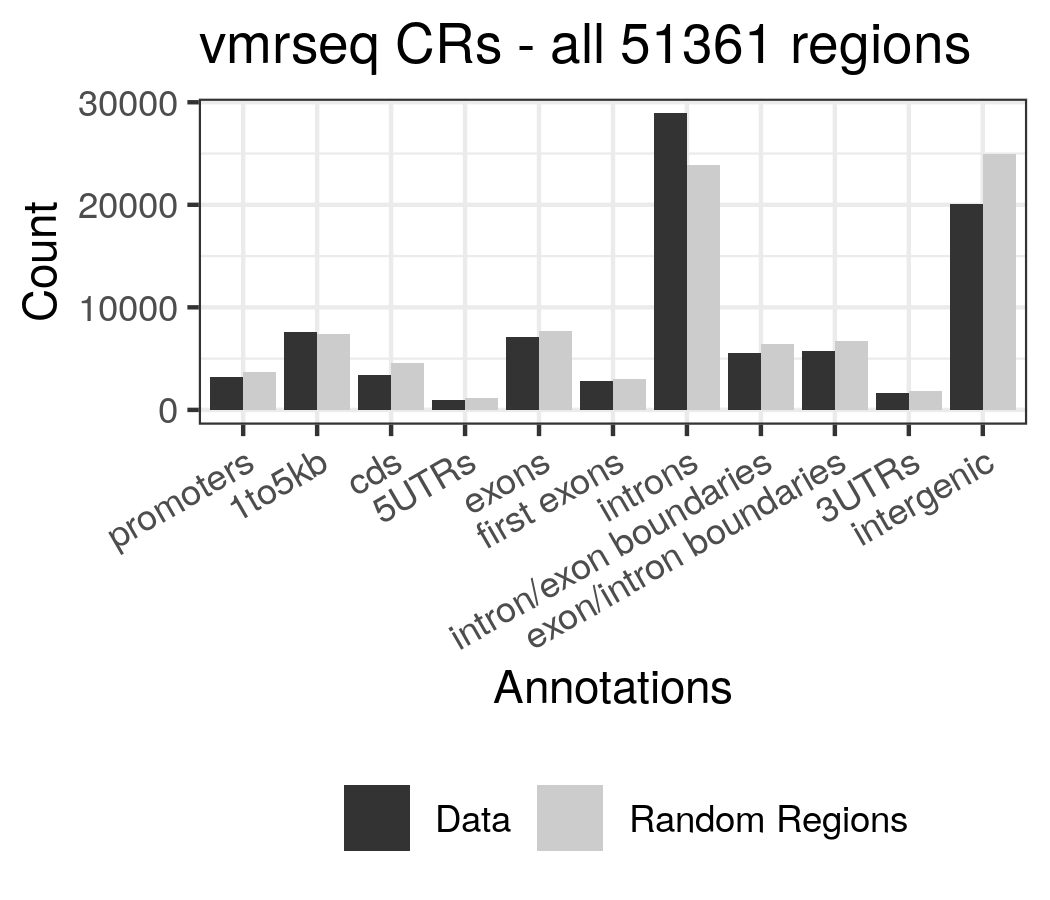 vmrseq CRs - all 51361 regions
Count
30000
20000
10000
0
promoters
1to5kb
cds
5UTRs
exons
first exons
introns
intron/exon boundaries
exon/intron boundaries
3UTRs
intergenic
Annotations
Data
Random Regions